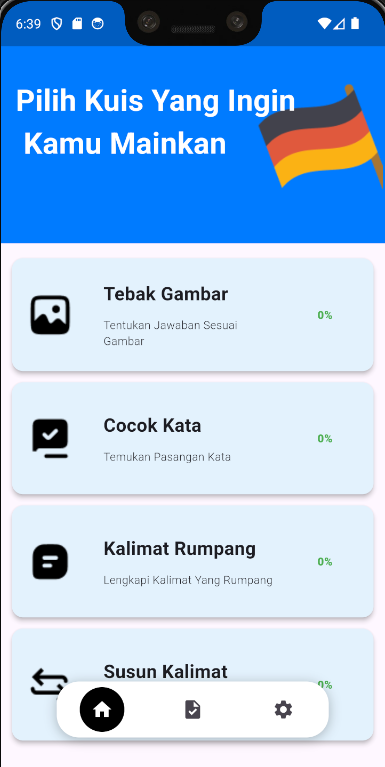 6:39
Pilih Kuis Yang Ingin
Kamu Mainkan
Tebak Gambar
Tentukan Jawaban Sesuai
Gambar
0%
Cocok Kata
Temukan Pasangan Kata
0%
Kalimat Rumpang
Lengkapi Kalimat Yang Rumpang
0%
Susun Kalimat
0%